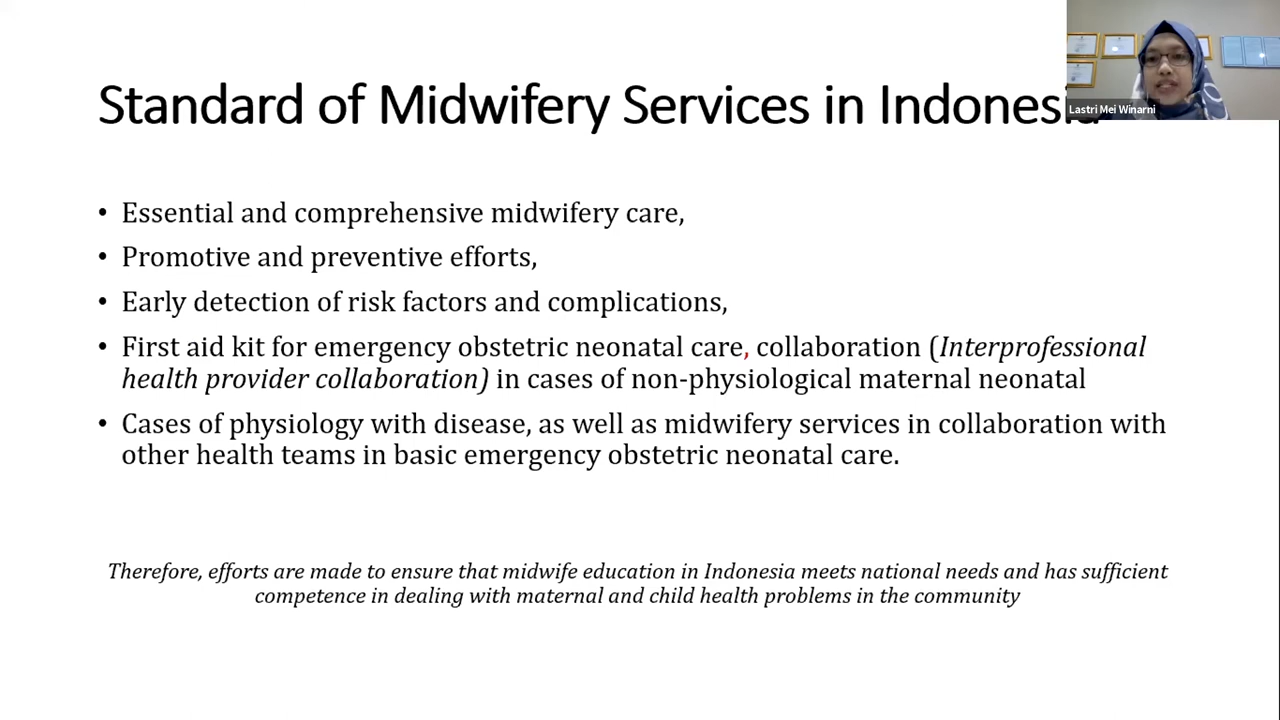 Standard of Midwifery Services in Indonesia
Lastri Mei Winarni
• Essential and comprehensive midwifery care,
• Promotive and preventive efforts,
• Early detection of risk factors and complications,
• First aid kit for emergency obstetric neonatal care, collaboration (Interprofessional
health provider collaboration) in cases of non-physiological maternal neonatal
• Cases of physiology with disease, as well as midwifery services in collaboration with
other health teams in basic emergency obstetric neonatal care.
Therefore, efforts are made to ensure that midwife education in Indonesia meets national needs and has sufficient
competence in dealing with maternal and child health problems in the community